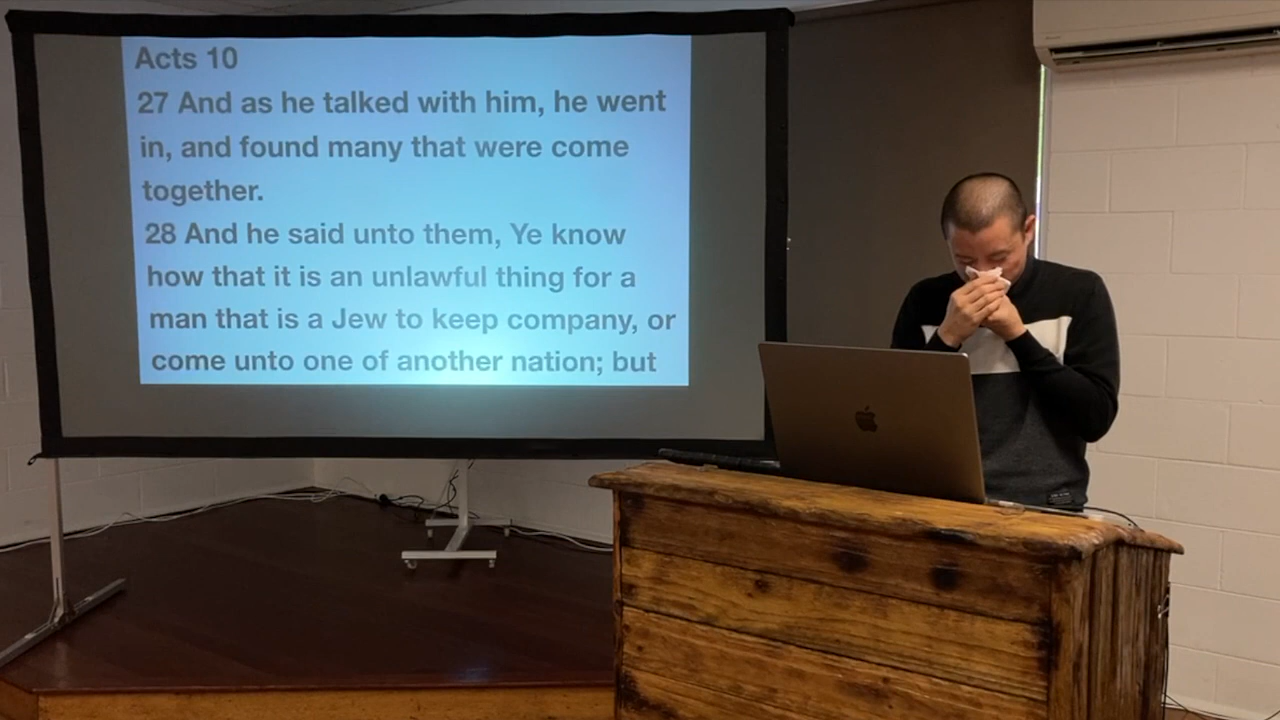 Acts 10
27 And as he talked with him, he went
in, and found many that were come
together.
28 And he said unto them, Ye know
how that it is an unlawful thing for a
man that is a Jew to keep company, or
come unto one of another nation; but